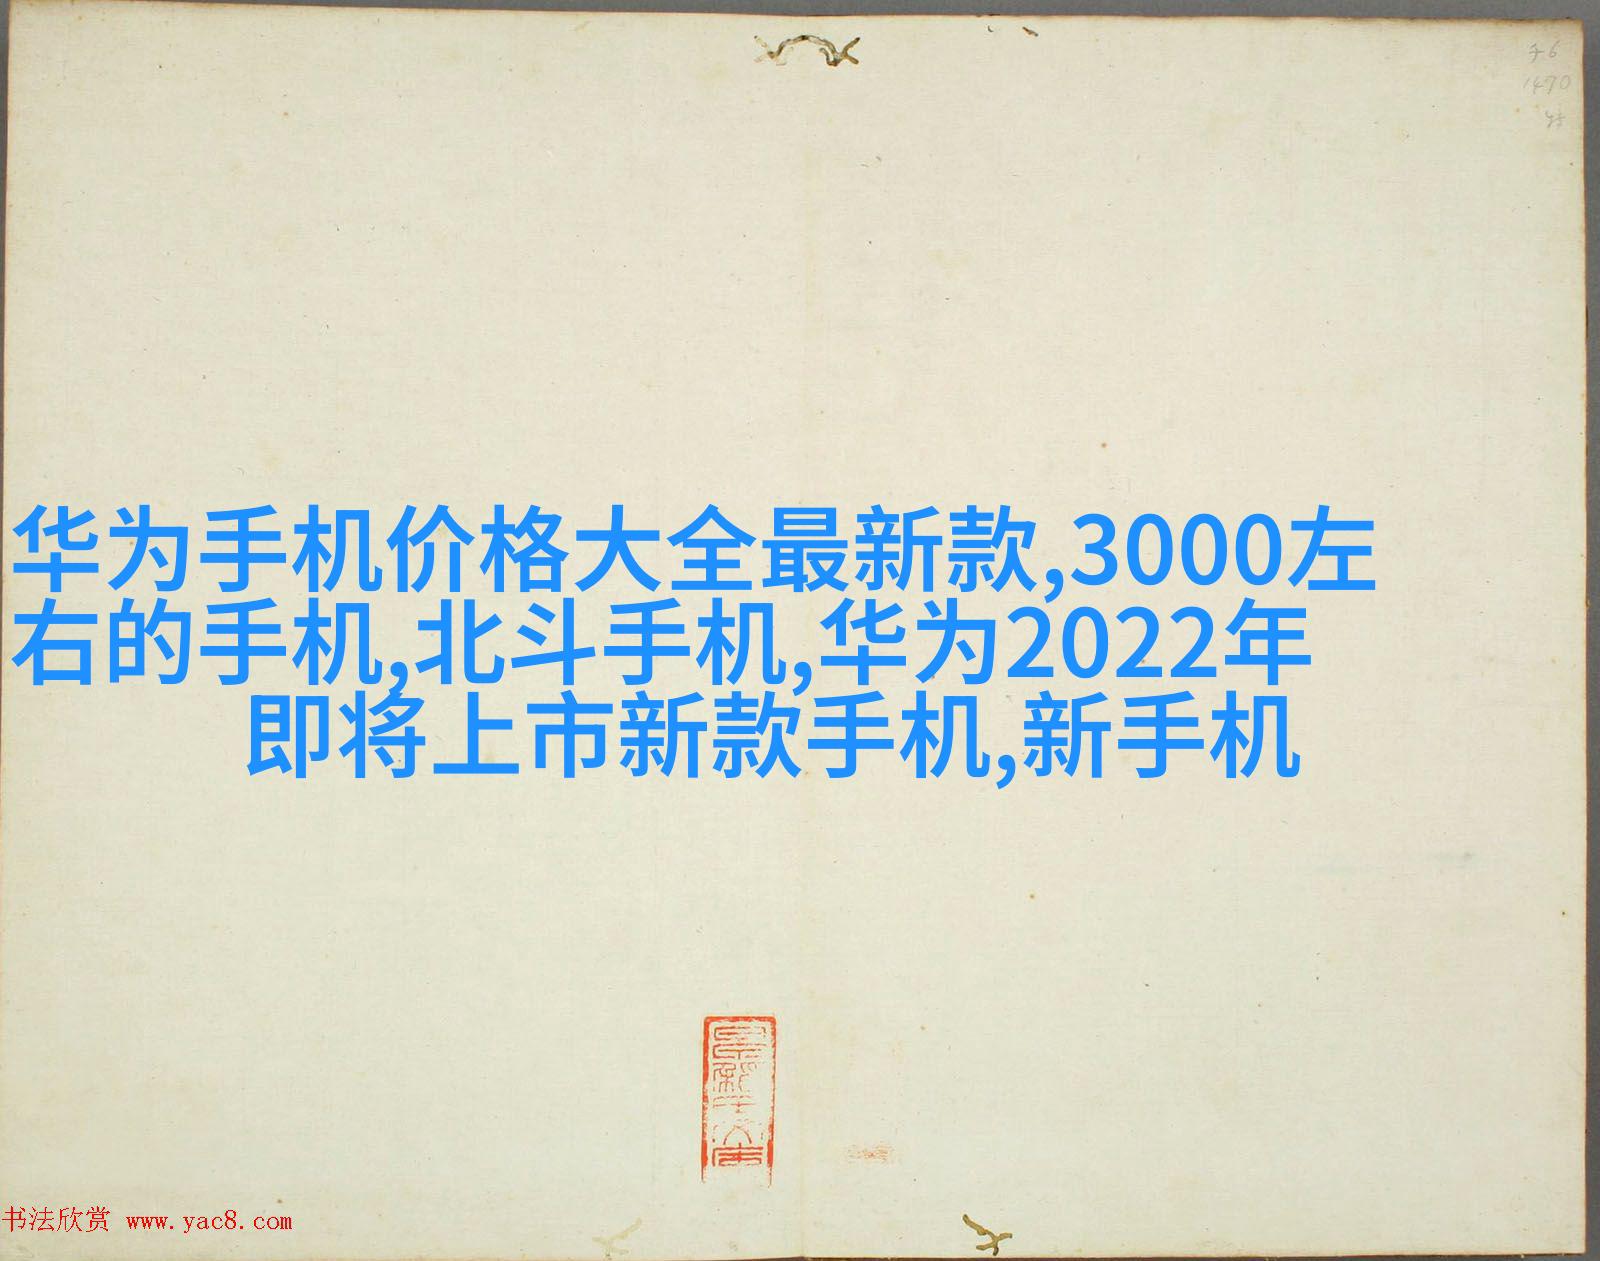 华为手机价格大全最新款,3000左
右的手机,北斗手机,华为2022年
即将上市新款手机,新手机
书法欣赏 www.yac8.com
1470